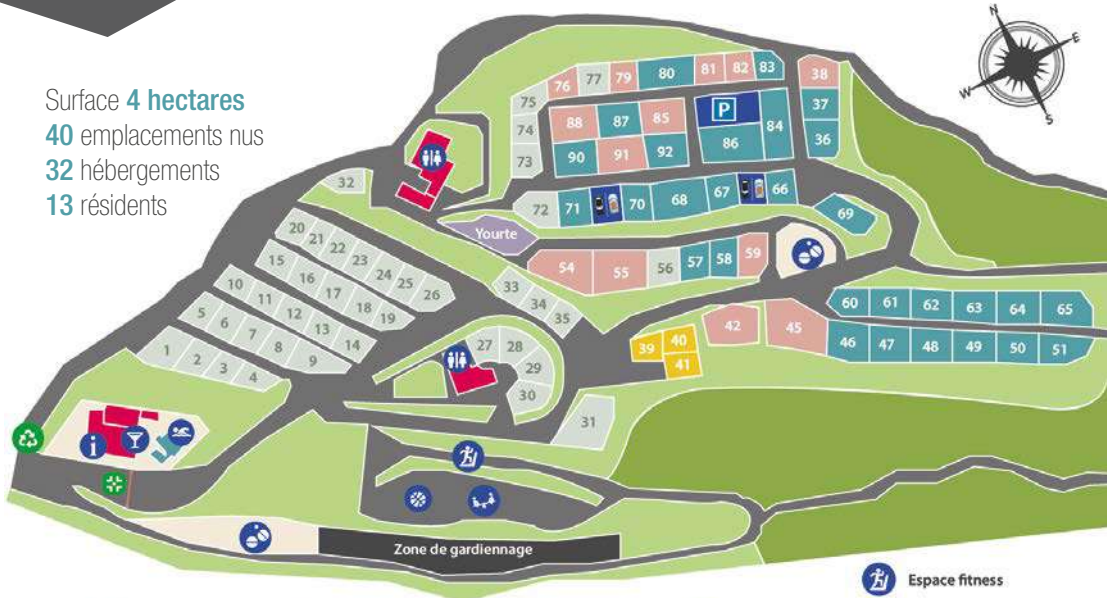 Surface 4 hectares
40 emplacements nus
32 hébergements
13 résidents
N
E
W
S
76 77 79 80 81 82 83
38
75
88 87 85
P
37
74
84
36
73
90 91 92
86
32
72 71 70 68 67 66
69
Yourte
54 55 56 57 58 59
20 21 22 23 24 25 26
15 16 17 18 19
10 11 12 13 14
5 6 7 8 9
1 2 3 4
33 34 35
60 61 62 63 64 65
42 45
46 47 48 49 50 51
39 40
41
27 28
29
30
31
i
Zone de gardiennage
Espace fitness